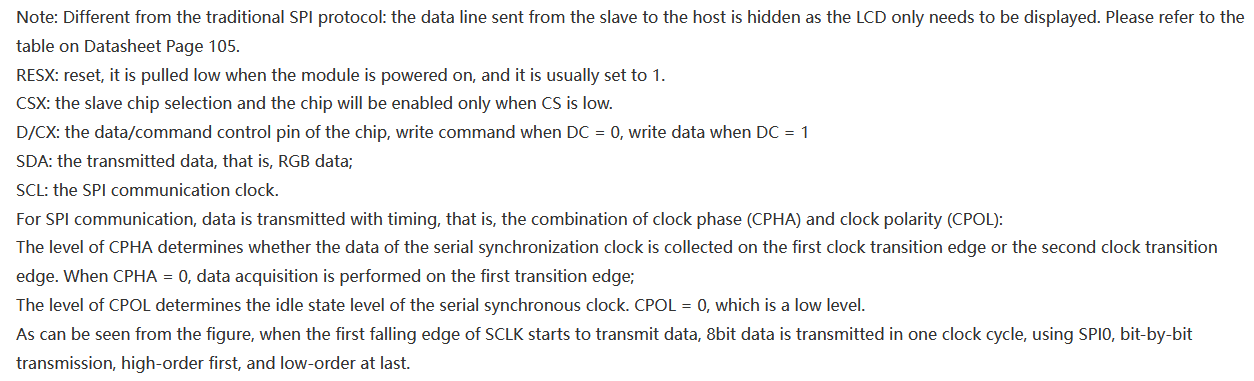 Note: Different from the traditional SPI protocol: the data line sent from the slave to the host is hidden as the LCD only needs to be displayed. Please refer to the
table on Datasheet Page 105.
RESX: reset, it is pulled low when the module is powered on, and it is usually set to 1.
CSX: the slave chip selection and the chip will be enabled only when CS is low.
D/CX: the data/command control pin of the chip, write command when DC = 0, write data when DC = 1
SDA: the transmitted data, that is, RGB data;
SCL: the SPI communication clock.
For SPI communication, data is transmitted with timing, that is, the combination of clock phase (CPHA) and clock polarity (CPOL):
The level of CPHA determines whether the data of the serial synchronization clock is collected on the first clock transition edge or the second clock transition
edge. When CPHA = 0, data acquisition is performed on the first transition edge;
The level of CPOL determines the idle state level of the serial synchronous clock. CPOL = 0, which is a low level.
As can be seen from the figure, when the first falling edge of SCLK starts to transmit data, 8bit data is transmitted in one clock cycle, using SPI0, bit-by-bit
transmission, high-order first, and low-order at last.